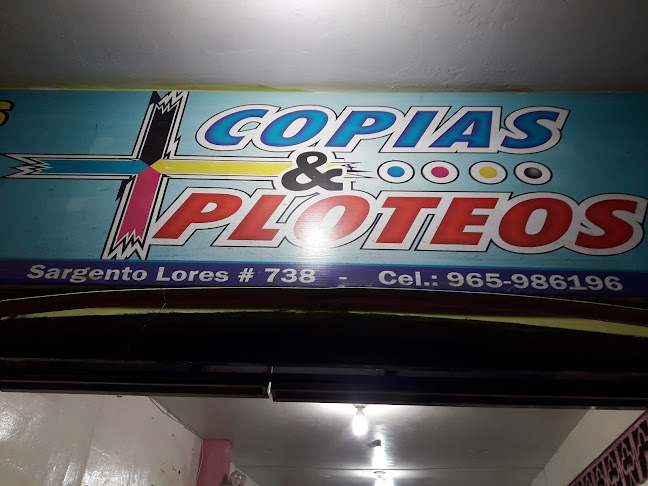 COPIAS
&
PLOTEOS
Sargento Lores # 738 - Cel.: 965-986196